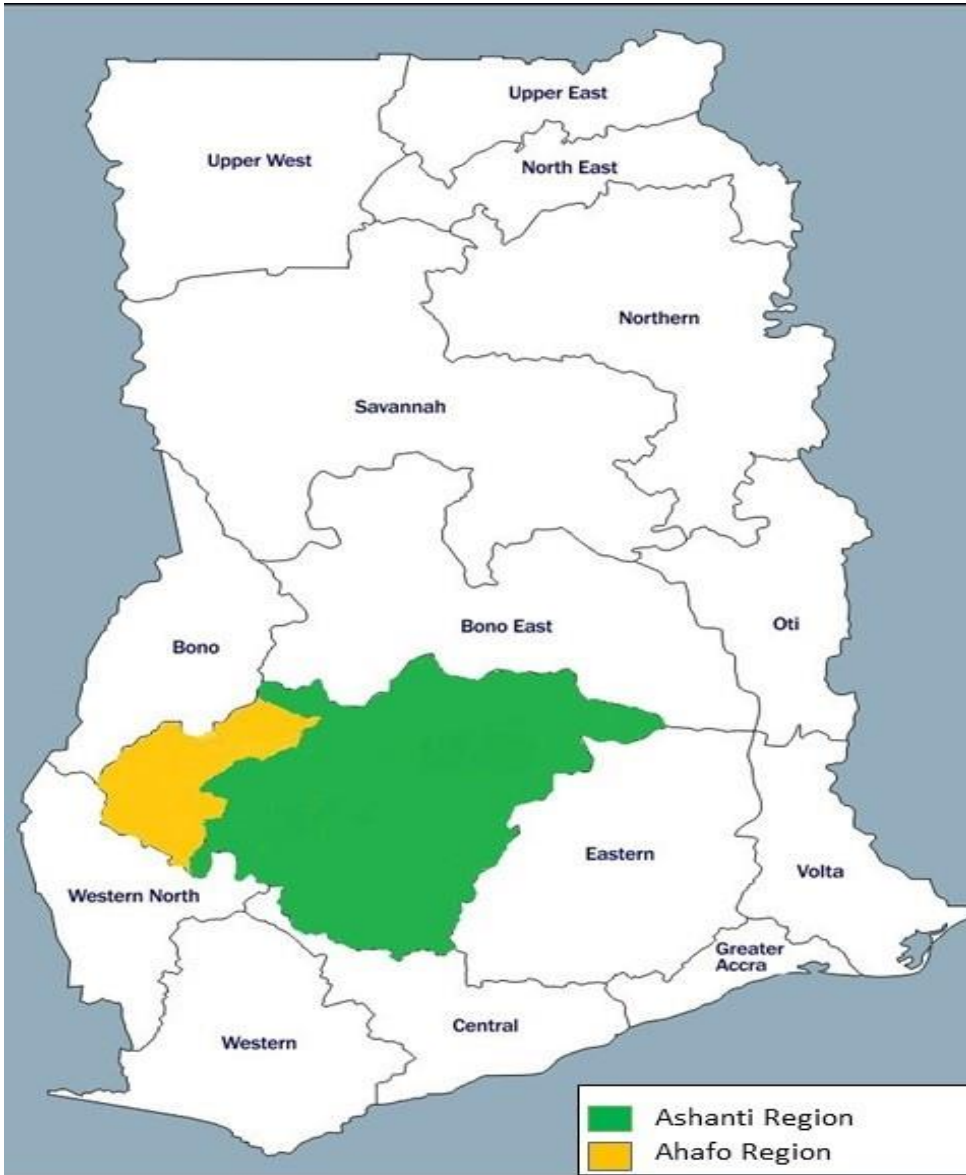 Upper East
Upper West
North East
Northern
Savannah
Bono
Bono East
Oti
Eastern
Volta
Western North
Greater
Accra
Central
Western
Ashanti Region
Ahafo Region